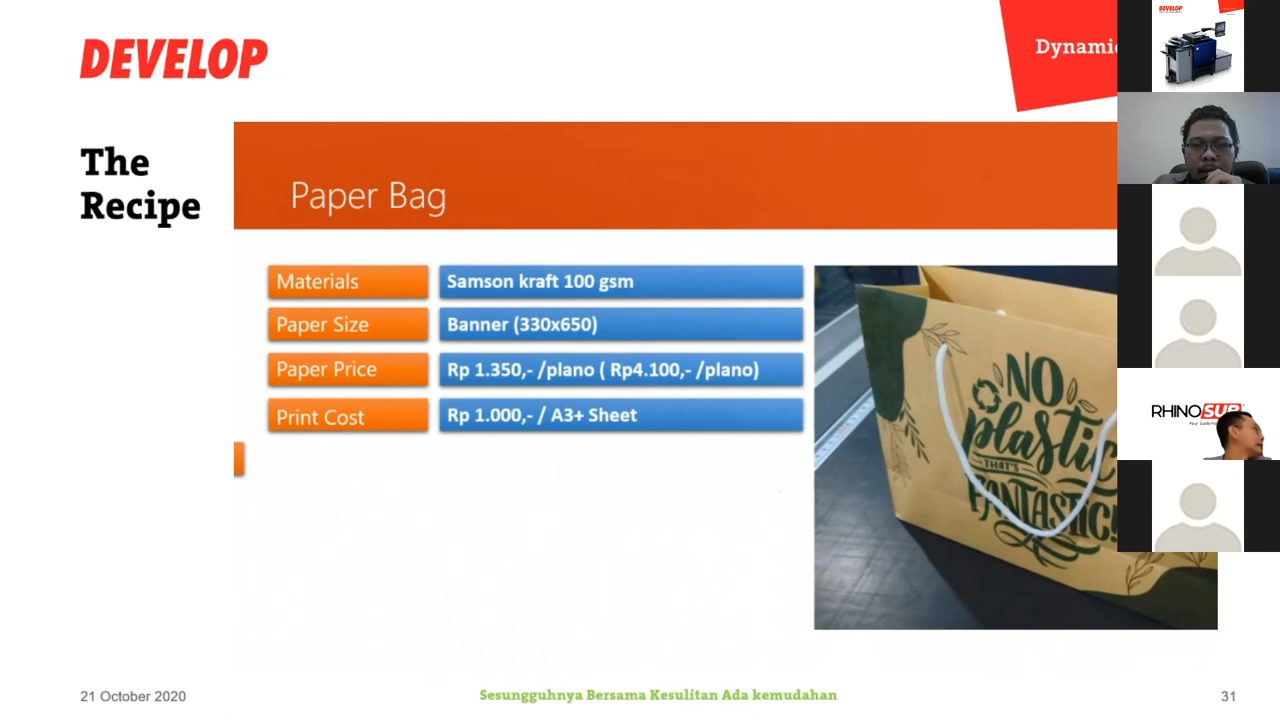 DEVELOP
Dynamic
The
Recipe
Paper Bag
Materials
Samson kraft 100 gsm
Paper Size
Banner (330x650)
Paper Price
Rp 1.350,- /plano ( Rp4.100,- /plano)
Print Cost
Rp 1.000,- / A3+ Sheet
NO
plastic
THAT'S
FANTASTIC!
DEVELOP
RHINO
21 October 2020
Sesungguhnya Bersama Kesulitan Ada kemudahan
31